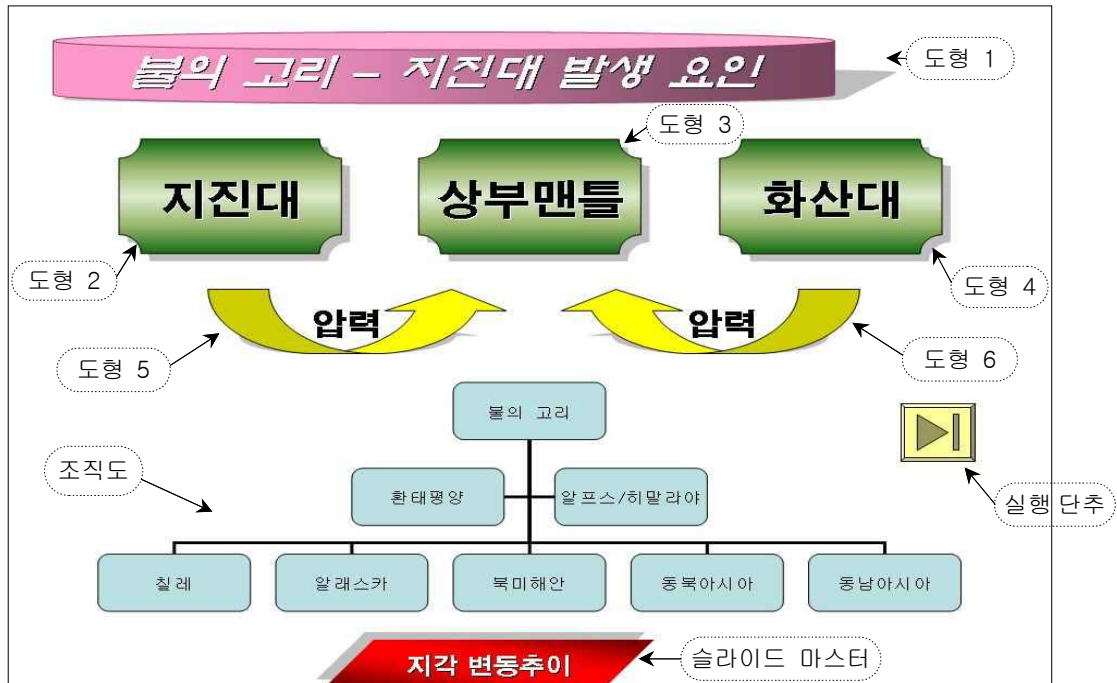 불의 고리 - 지진대 발생 요인
도형 1
도형 3
지진대
상부맨틀
화산대
도형 2
도형 4
압력
압력
도형 5
도형 6
불의 고리
조직도
환태평양
알프스/히말라야
실행 단추
칠레
알래스카
북미해안
동북아시아
동남아시아
지각 변동추이
슬라이드 마스터